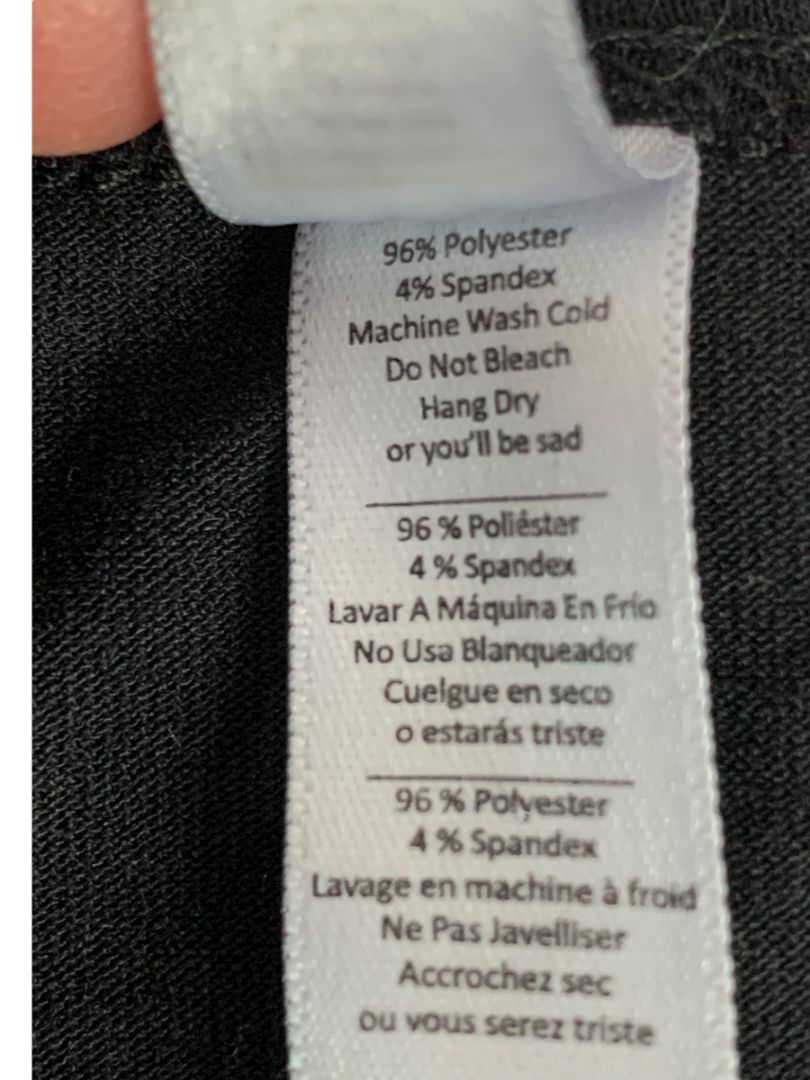 96% Polyester
4% Spandex
Machine Wash Cold
Do Not Bleach
Hang Dry
or you'll be sad
96 % Poliéster
4 % Spandex
Lavar A Máquina En Frío
No Usa Blanqueador
Cuelgue en seco
o estarás triste
96 % Polyester
4 % Spandex
Lavage en machine à froid
Ne Pas Javelliser
Accrochez sec
ou vous serez triste